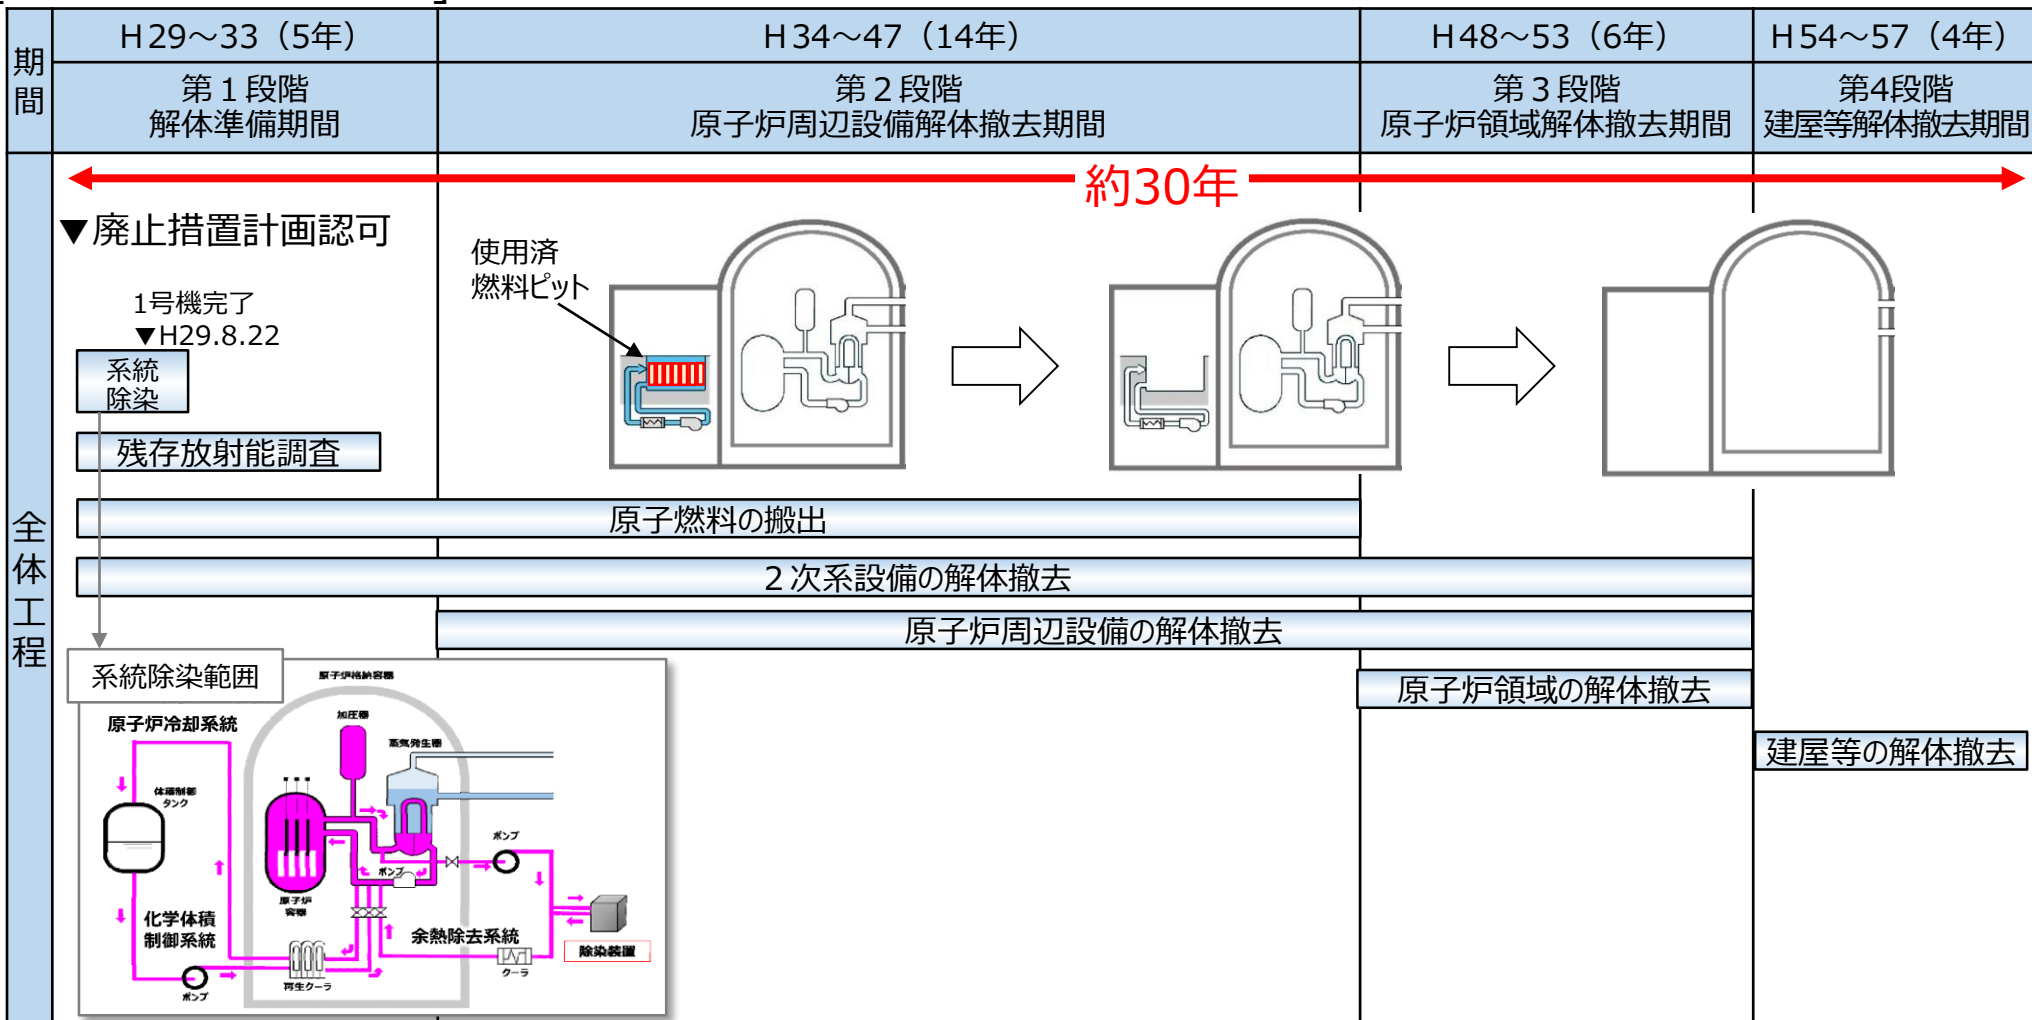 期間
H29～33（5年）
H34～47（14年）
H48～53（6年）
H54～57（4年）
第１段階
解体準備期間
第２段階
原子炉周辺設備解体撤去期間
第３段階
原子炉領域解体撤去期間
第4段階
建屋等解体撤去期間
全体工程
約30年
▼廃止措置計画認可
1号機完了
▼H29.8.22
系統
除染
残存放射能調査
使用済
燃料ピット
原子燃料の搬出
２次系設備の解体撤去
原子炉周辺設備の解体撤去
原子炉領域の解体撤去
建屋等の解体撤去
系統除染範囲
原子炉格納容器
原子炉冷却系統
加圧器
蒸気発生器
体積制御
タンク
ポンプ
ポンプ
原子炉
容器
化学体積
制御系統
余熱除去系統
除染装置
クーラ
再生クーラ
ポンプ